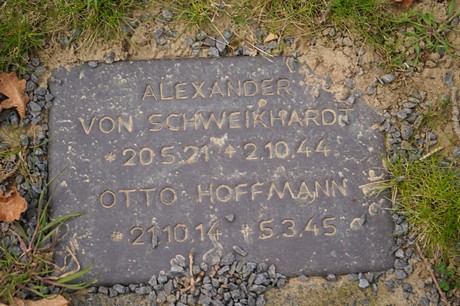 ALEXANDER
VON SCHWEIKHARDT
*20.5.21 +2.10.44
OTTO HOFFMANN
*21.10.14 +5.3.45